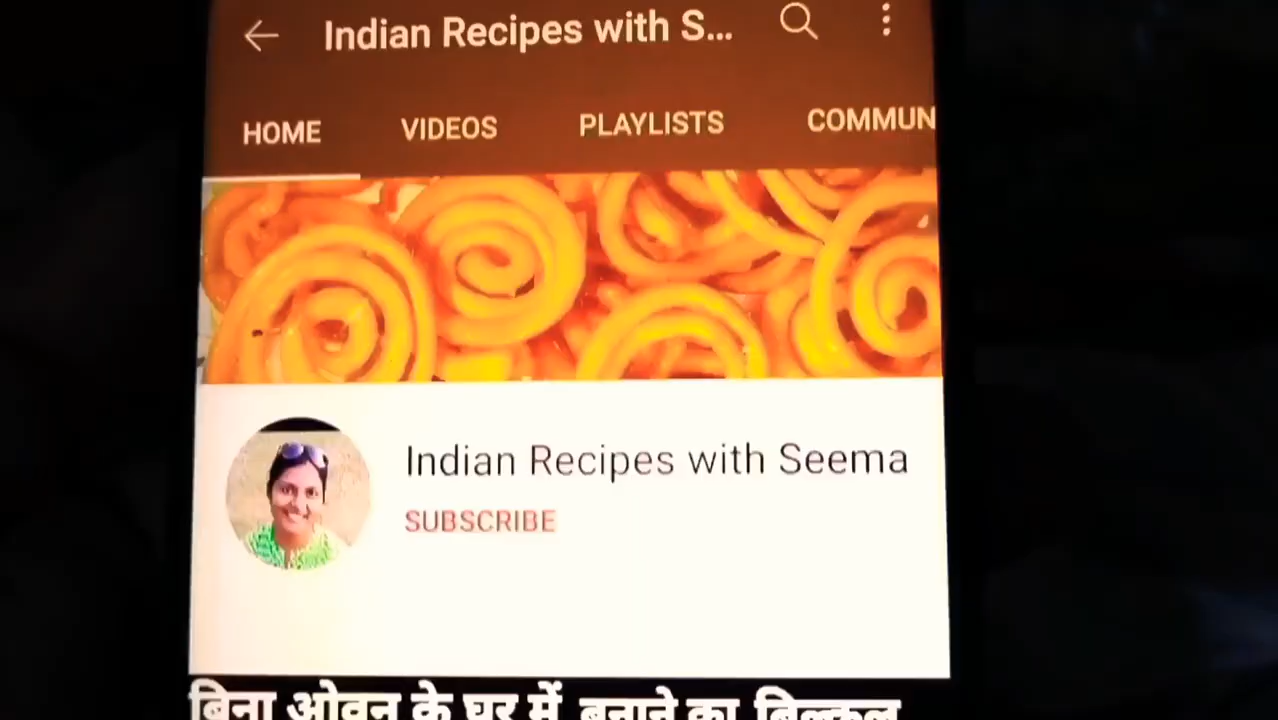 Indian Recipes with S...
HOME VIDEOS PLAYLISTS COMMUN
Indian Recipes with Seema
SUBSCRIBE
बिना ओवन के घर में बनाने का बिल्कुल